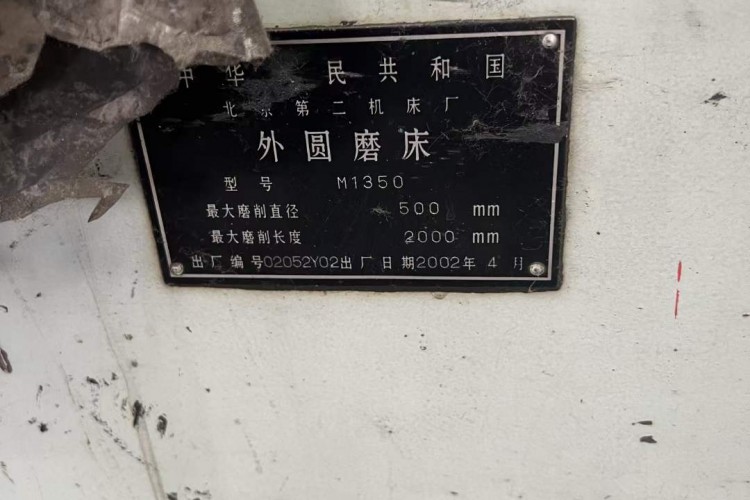 中华 民共和国
北京第二机床厂
外圆磨床
型号 M1350
最大磨削直径 500 mm
最大磨削长度 2000 mm
出厂编号02052Y02出厂日期2002年4月